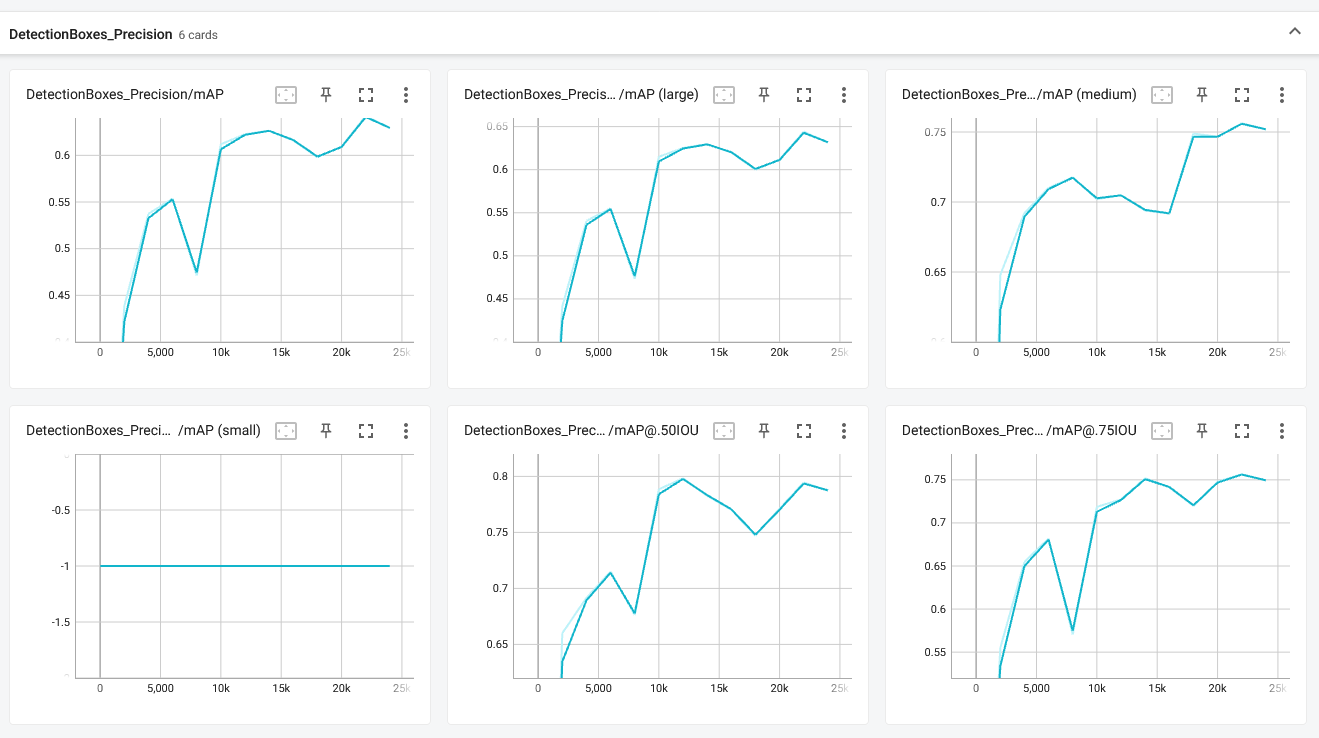 DetectionBoxes_Precision 6 cards
DetectionBoxes_Precision/mAP
0.6
0.55
0.5
0.45
0 5,000 10k 15k 20k 25k
DetectionBoxes_Precis... /mAP (large)
0.65
0.6
0.55
0.5
0.45
0 5,000 10k 15k 20k 25k
DetectionBoxes_Pre.../mAP (medium)
0.75
0.7
0.65
0 5,000 10k 15k 20k 25k
DetectionBoxes_Preci... /mAP (small)
-0.5
-1
-1.5
0 5,000 10k 15k 20k 25k
DetectionBoxes_Prec... /mAP@.50IOU
0.8
0.75
0.7
0.65
0 5,000 10k 15k 20k 25k
DetectionBoxes_Prec... /mAP@.75IOU
0.75
0.7
0.65
0.6
0.55
0 5,000 10k 15k 20k 25k